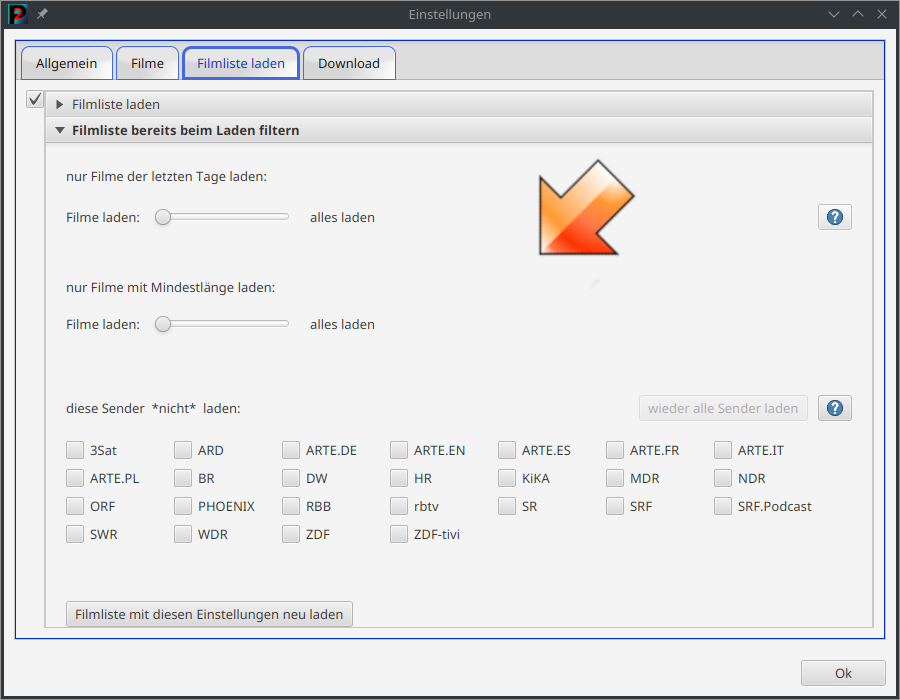 Einstellungen
Allgemein Filme Filmliste laden Download
Filmliste laden
Filmliste bereits beim Laden filtern
nur Filme der letzten Tage laden:
Filme laden: alles laden ?
nur Filme mit Mindestlänge laden:
Filme laden: alles laden
diese Sender *nicht* laden: wieder alle Sender laden ?
3Sat ARD ARTE.DE ARTE.EN ARTE.ES ARTE.FR ARTE.IT
ARTE.PL BR DW HR KiKA MDR NDR
ORF PHOENIX RBB rbtv SR SRF SRF.Podcast
SWR WDR ZDF ZDF-tivi
Filmliste mit diesen Einstellungen neu laden
Ok